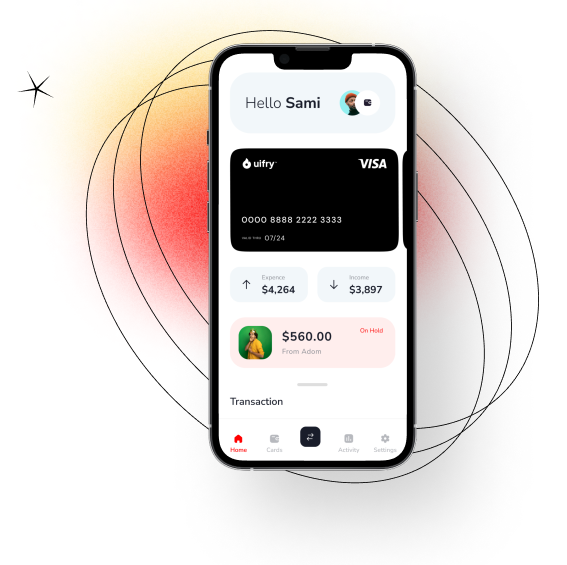 Hello Sami
uifry™
VISA
0000 8888 2222 3333
VALID THRU 07/24
Expence
$4,264
Income
$3,897
$560.00
On Hold
From Adom
Transaction
Home
Cards
Activity
Settings